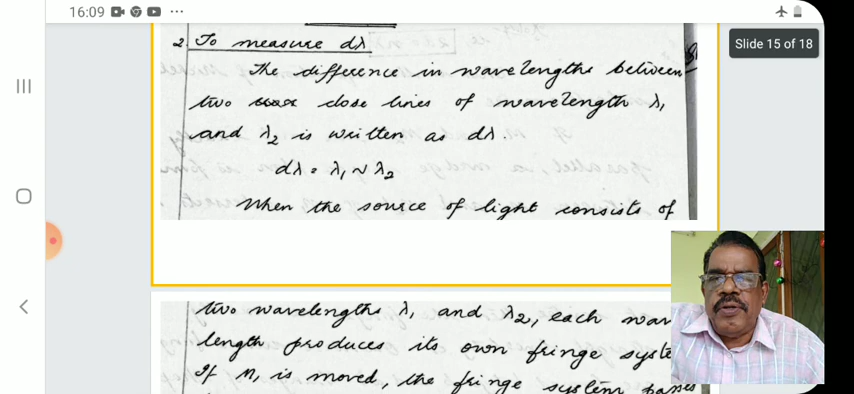 16:09
Slide 15 of 18
2. To measure dλ
The difference in wavelengths between
two close lines of wavelength λ₁
and λ₂ is written as dλ.
dλ = λ₁ ~ λ₂
When the source of light consists of
two wavelengths λ₁ and λ₂, each wav
length produces its own fringe syste
If M₁ is moved, the fringe system passes